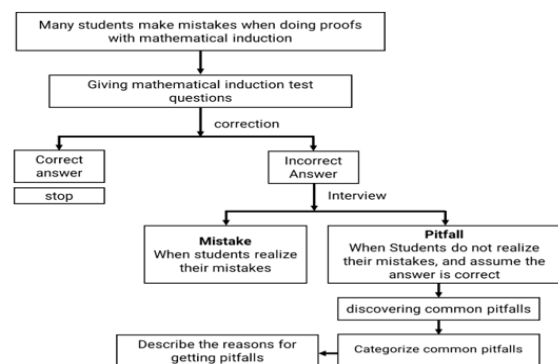 Many students make mistakes when doing proofs
with mathematical induction
Giving mathematical induction test
questions
correction
Correct
answer
Incorrect
Answer
stop
Interview
Mistake
When students realize
their mistakes
Pitfall
When Students do not realize
their mistakes, and assume the
answer is correct
discovering common pitfalls
Describe the reasons for
getting pitfalls
Categorize common pitfalls